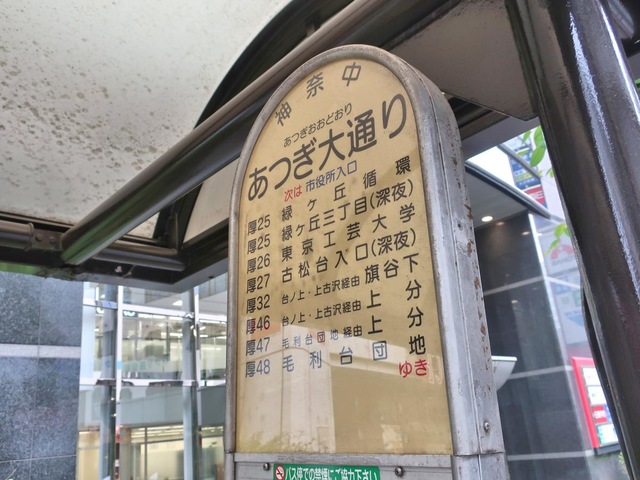 神奈中
あつぎおおどおり
あつぎ大通り
次は 市役所入口
厚25 緑ヶ丘循環
厚25 緑ヶ丘三丁目(深夜)
厚26 東京工芸大学
厚27 古松台入口(深夜)
厚32 台ノ上・上古沢経由 旗谷下
厚46 台ノ上・上古沢経由 上分
厚47 毛利台団地経由 上分
厚48 毛利台団地
ゆき
バス停での禁煙にご協力下さい